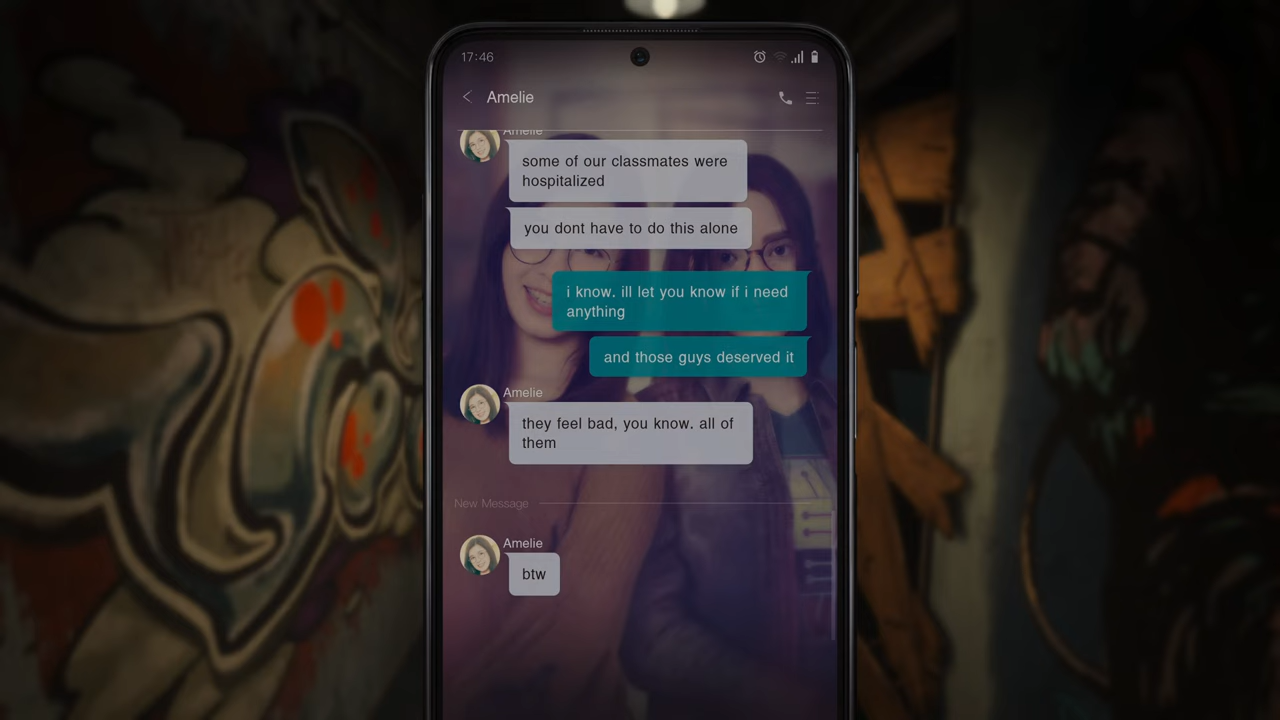 17:46
Amelie
Amelie
some of our classmates were
hospitalized
you dont have to do this alone
i know. ill let you know if i need
anything
and those guys deserved it
Amelie
they feel bad, you know. all of
them
New Message
Amelie
btw